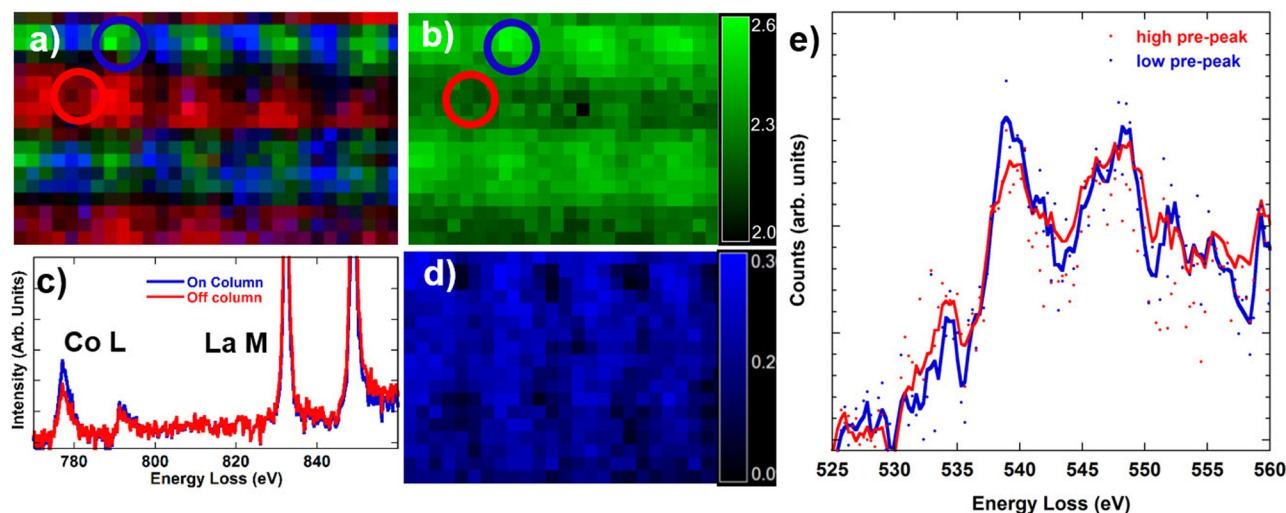 a)
b)
2.6
2.3
2.0
c)
On Column
Off column
Co L
La M
Intensity (Arb. Units)
780
800
820
840
Energy Loss (eV)
d)
0.3
0.2
0.0
e)
high pre-peak
low pre-peak
Counts (arb. units)
525
530
535
540
545
550
555
560
Energy Loss (eV)